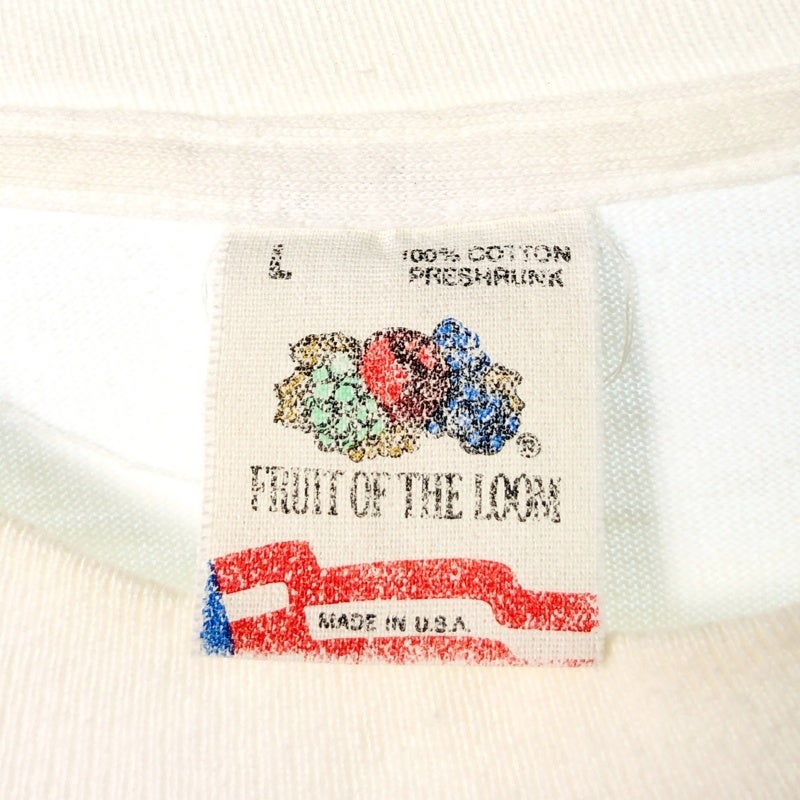 L
100% COTTON
PRESHRUNK
®
FRUIT OF THE LOOM
MADE IN U.S.A.